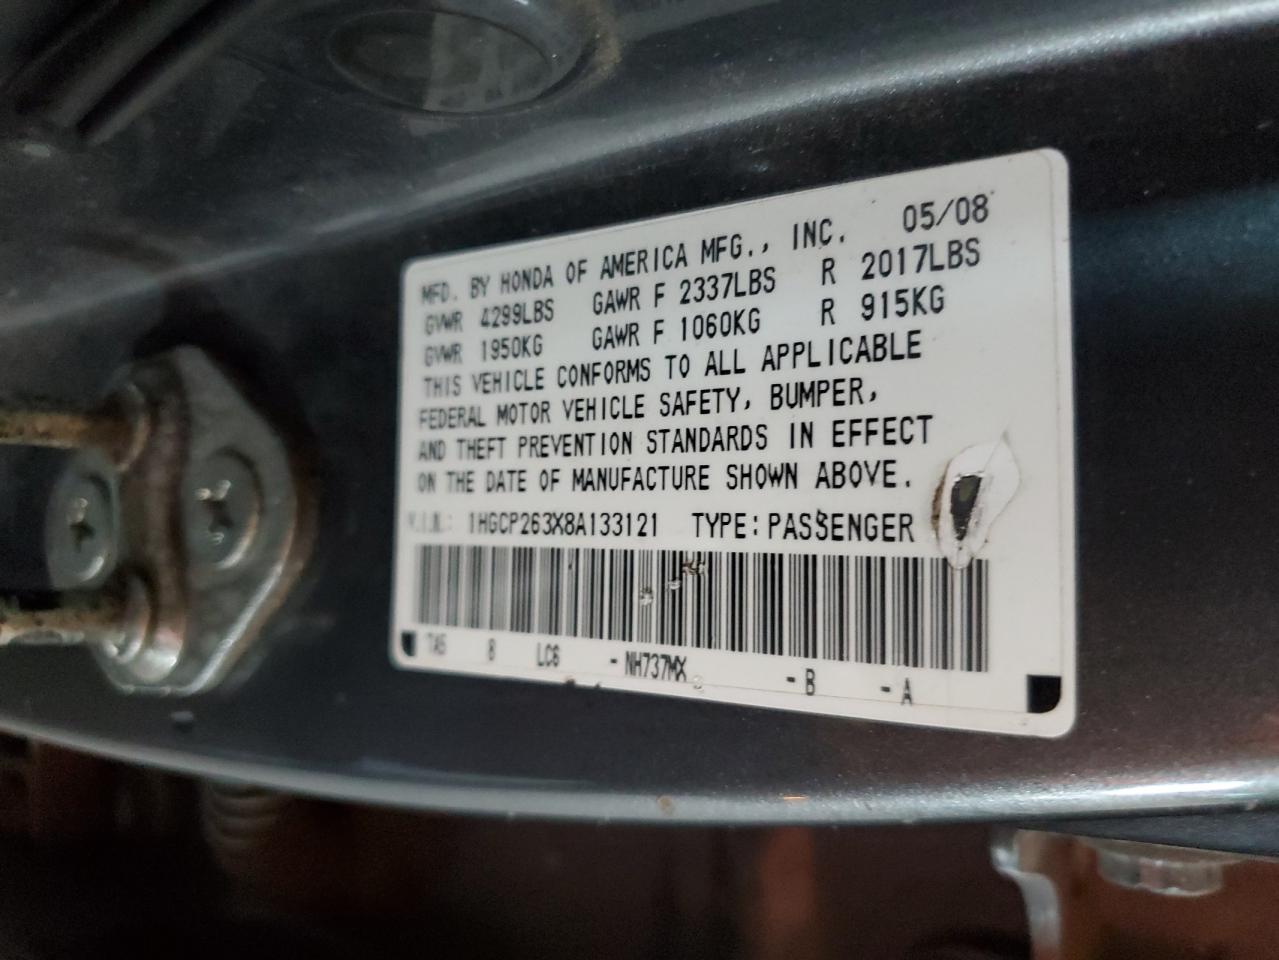 MFD. BY HONDA OF AMERICA MFG., INC. 05/08
GVWR 4299LBS GAWR F 2337LBS R 2017LBS
GVWR 1950KG GAWR F 1060KG R 915KG
THIS VEHICLE CONFORMS TO ALL APPLICABLE
FEDERAL MOTOR VEHICLE SAFETY, BUMPER,
AND THEFT PREVENTION STANDARDS IN EFFECT
ON THE DATE OF MANUFACTURE SHOWN ABOVE.
V.I.N.: 1HGCP263X8A133121 TYPE: PASSENGER
TA5 8 LC6 - NH737MX - B - A